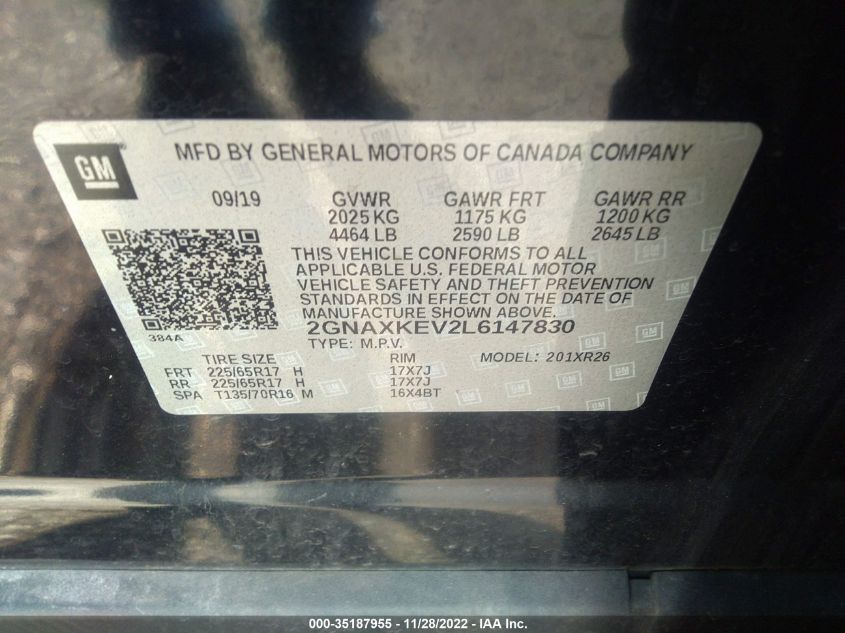 GM
MFD BY GENERAL MOTORS OF CANADA COMPANY
09/19 GVWR GAWR FRT GAWR RR
2025 KG 1175 KG 1200 KG
4464 LB 2590 LB 2645 LB
THIS VEHICLE CONFORMS TO ALL
APPLICABLE U.S. FEDERAL MOTOR
VEHICLE SAFETY AND THEFT PREVENTION
STANDARDS IN EFFECT ON THE DATE OF
MANUFACTURE SHOWN ABOVE.
384A 2GNAXKEV2L6147830
TYPE: M.P.V. MODEL: 201XR26
TIRE SIZE RIM
FRT 225/65R17 H 17X7J
RR 225/65R17 H 17X7J
SPA T135/70R16 M 16X4BT
000-35187955 - 11/28/2022 - IAA Inc.